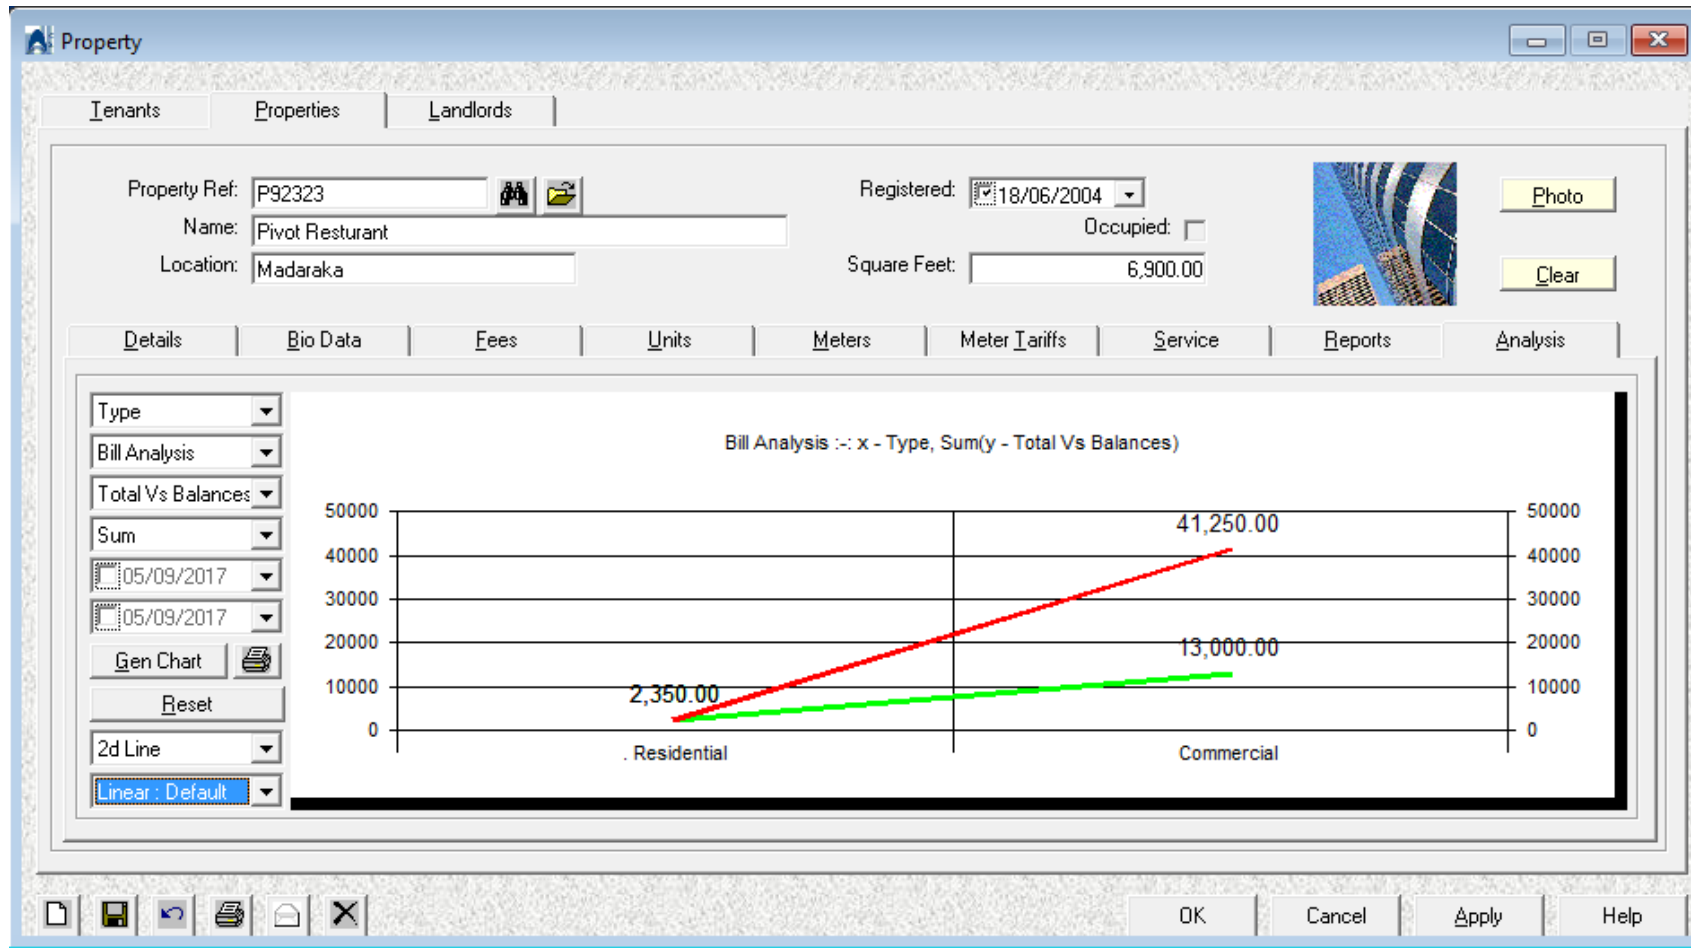 Property
Tenants Properties Landlords
Property Ref: P92323 Registered: 18/06/2004 Photo
Name: Pivot Resturant Occupied:
Location: Madaraka Square Feet: 6,900.00 Clear
Details Bio Data Fees Units Meters Meter Tariffs Service Reports Analysis
Type
Bill Analysis
Total Vs Balances
Sum
05/09/2017
05/09/2017
Gen Chart
Reset
2d Line
Linear : Default
Bill Analysis :-: x - Type, Sum(y - Total Vs Balances)
50000 41,250.00 50000
40000 40000
30000 30000
20000 13,000.00 20000
10000 2,350.00 10000
0 0
. Residential Commercial
OK Cancel Apply Help